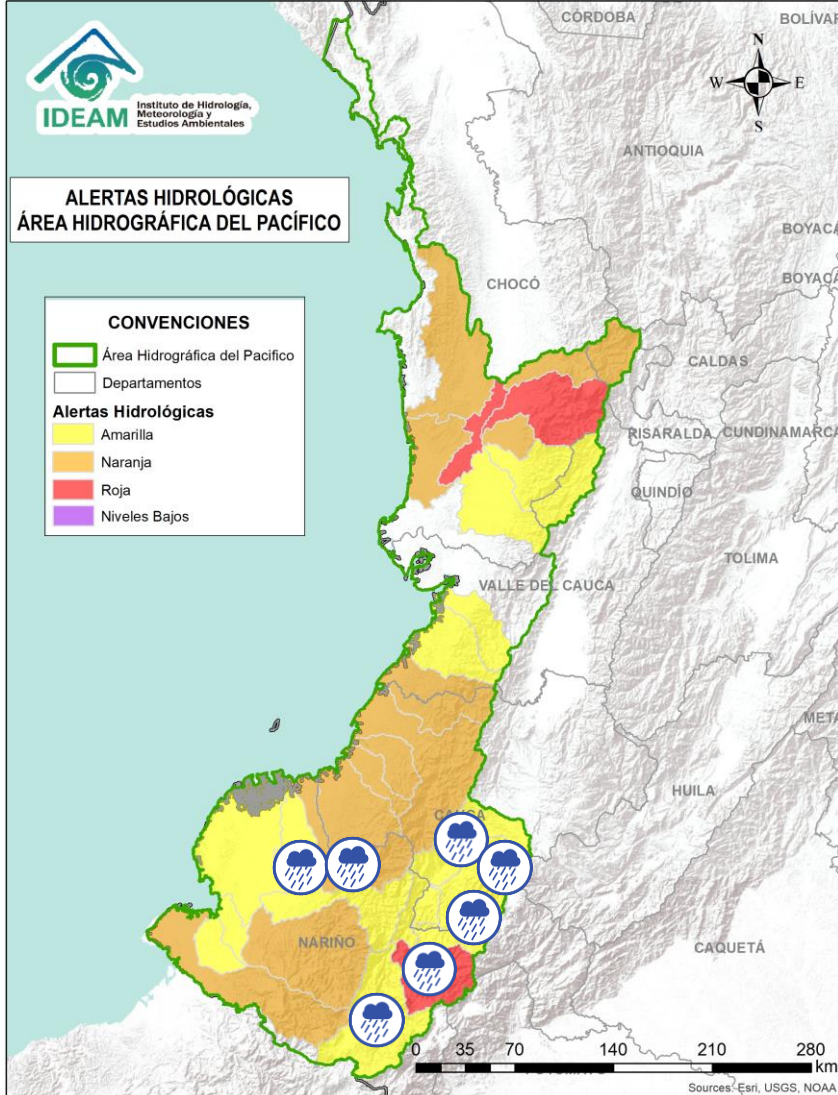 CÓRDOBA
BOLÍVAR
N
W
E
S
IDEAM
Instituto de Hidrología,
Meteorología y
Estudios Ambientales
ANTIOQUIA
ALERTAS HIDROLÓGICAS
ÁREA HIDROGRÁFICA DEL PACÍFICO
BOYACÁ
BOYACÁ
CHOCÓ
CONVENCIONES
Área Hidrográfica del Pacifico
Departamentos
Alertas Hidrológicas
Amarilla
Naranja
Roja
Niveles Bajos
CALDAS
RISARALDA
CUNDINAMARCA
QUINDÍO
TOLIMA
VALLE DEL CAUCA
META
HUILA
CAUCA
NARIÑO
CAQUETÁ
0 35 70 140 210 280
km
Sources: Esri, USGS, NOAA